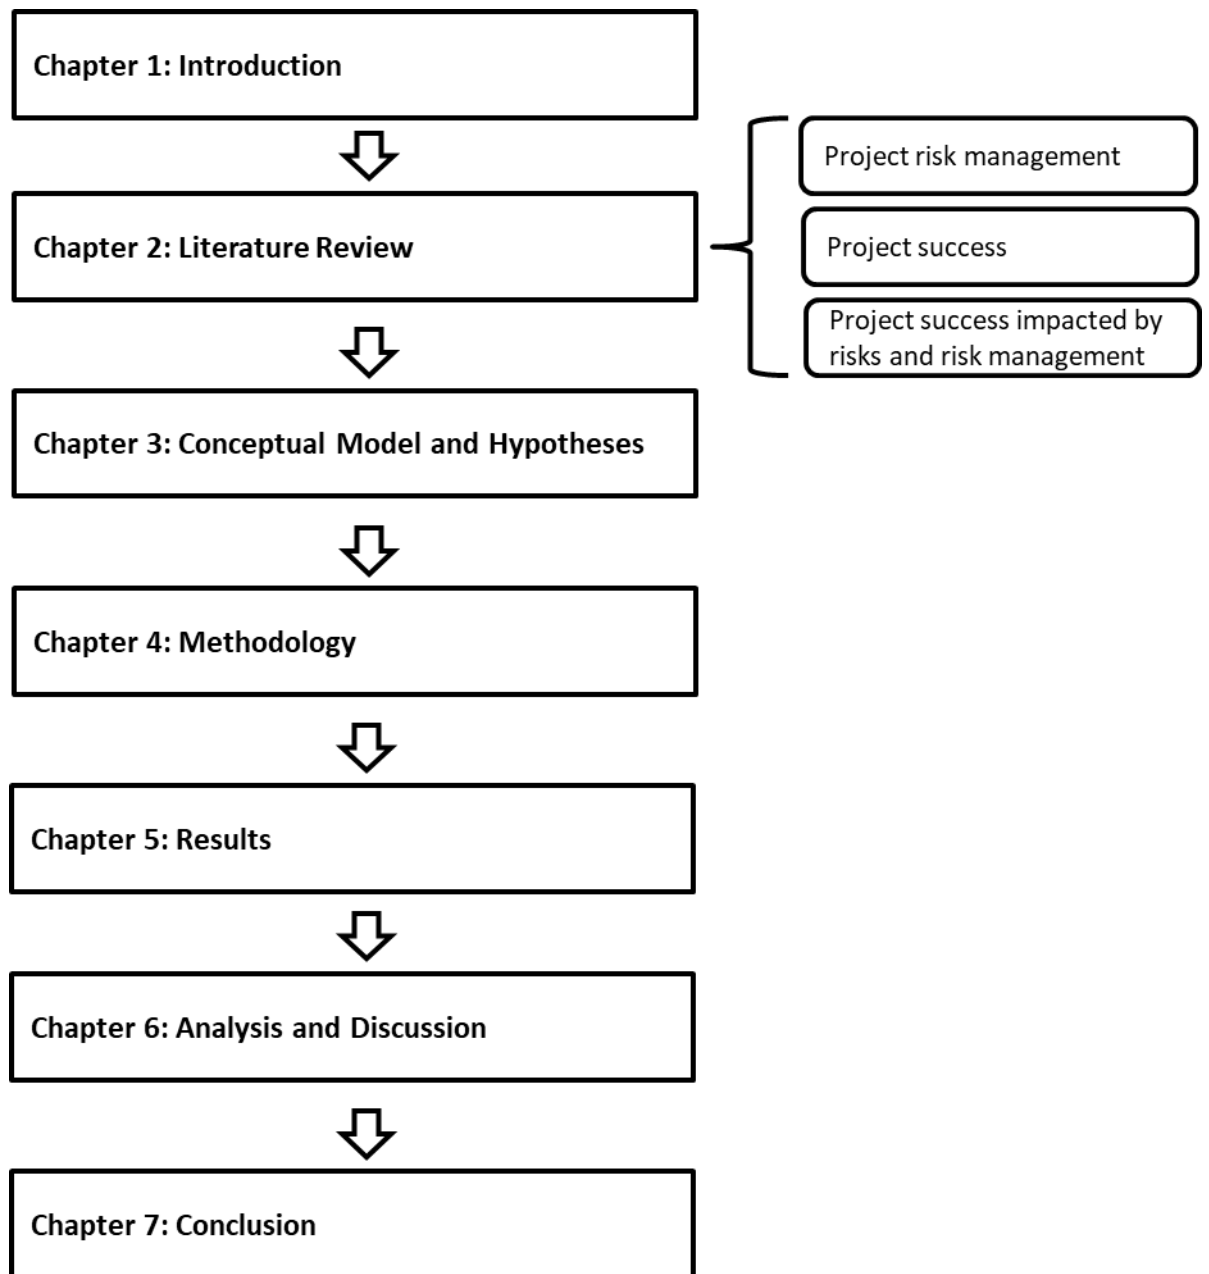 Chapter 1: Introduction
Chapter 2: Literature Review
Project risk management
Project success
Project success impacted by
risks and risk management
Chapter 3: Conceptual Model and Hypotheses
Chapter 4: Methodology
Chapter 5: Results
Chapter 6: Analysis and Discussion
Chapter 7: Conclusion